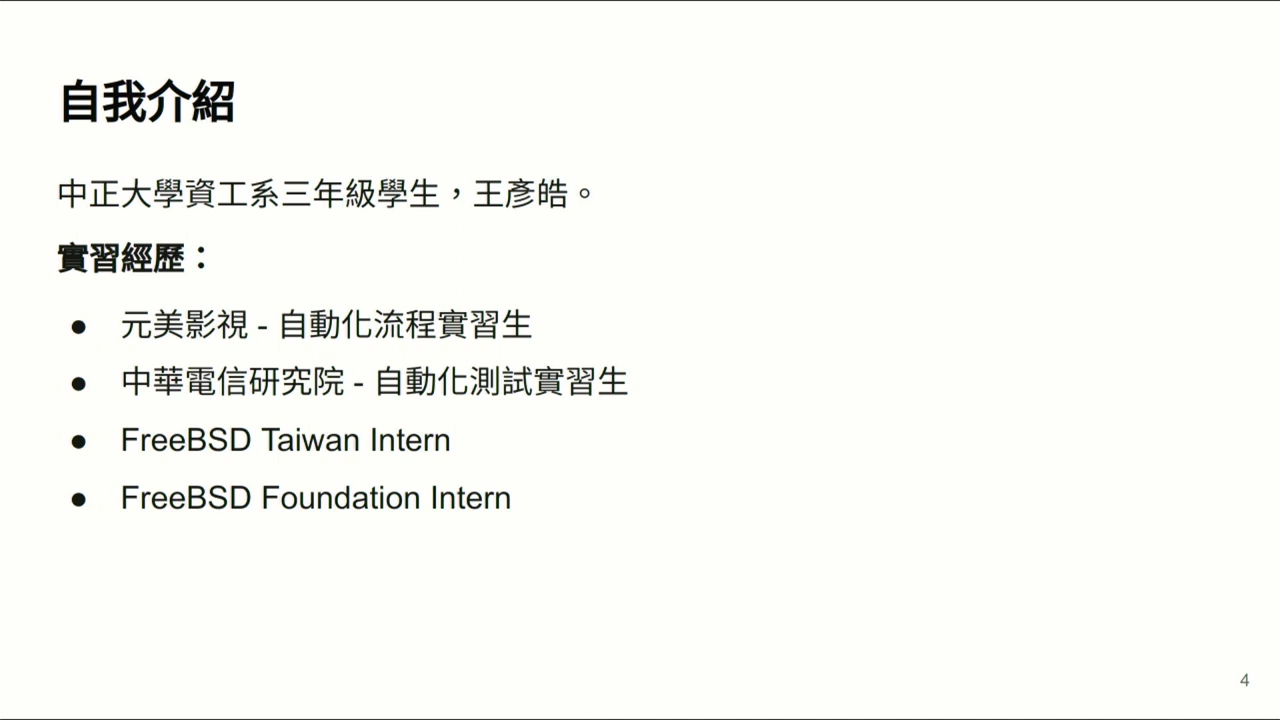 自我介紹
中正大學資工系三年級學生，王彥皓。
實習經歷：
● 元美影視 - 自動化流程實習生
● 中華電信研究院 - 自動化測試實習生
● FreeBSD Taiwan Intern
● FreeBSD Foundation Intern
4